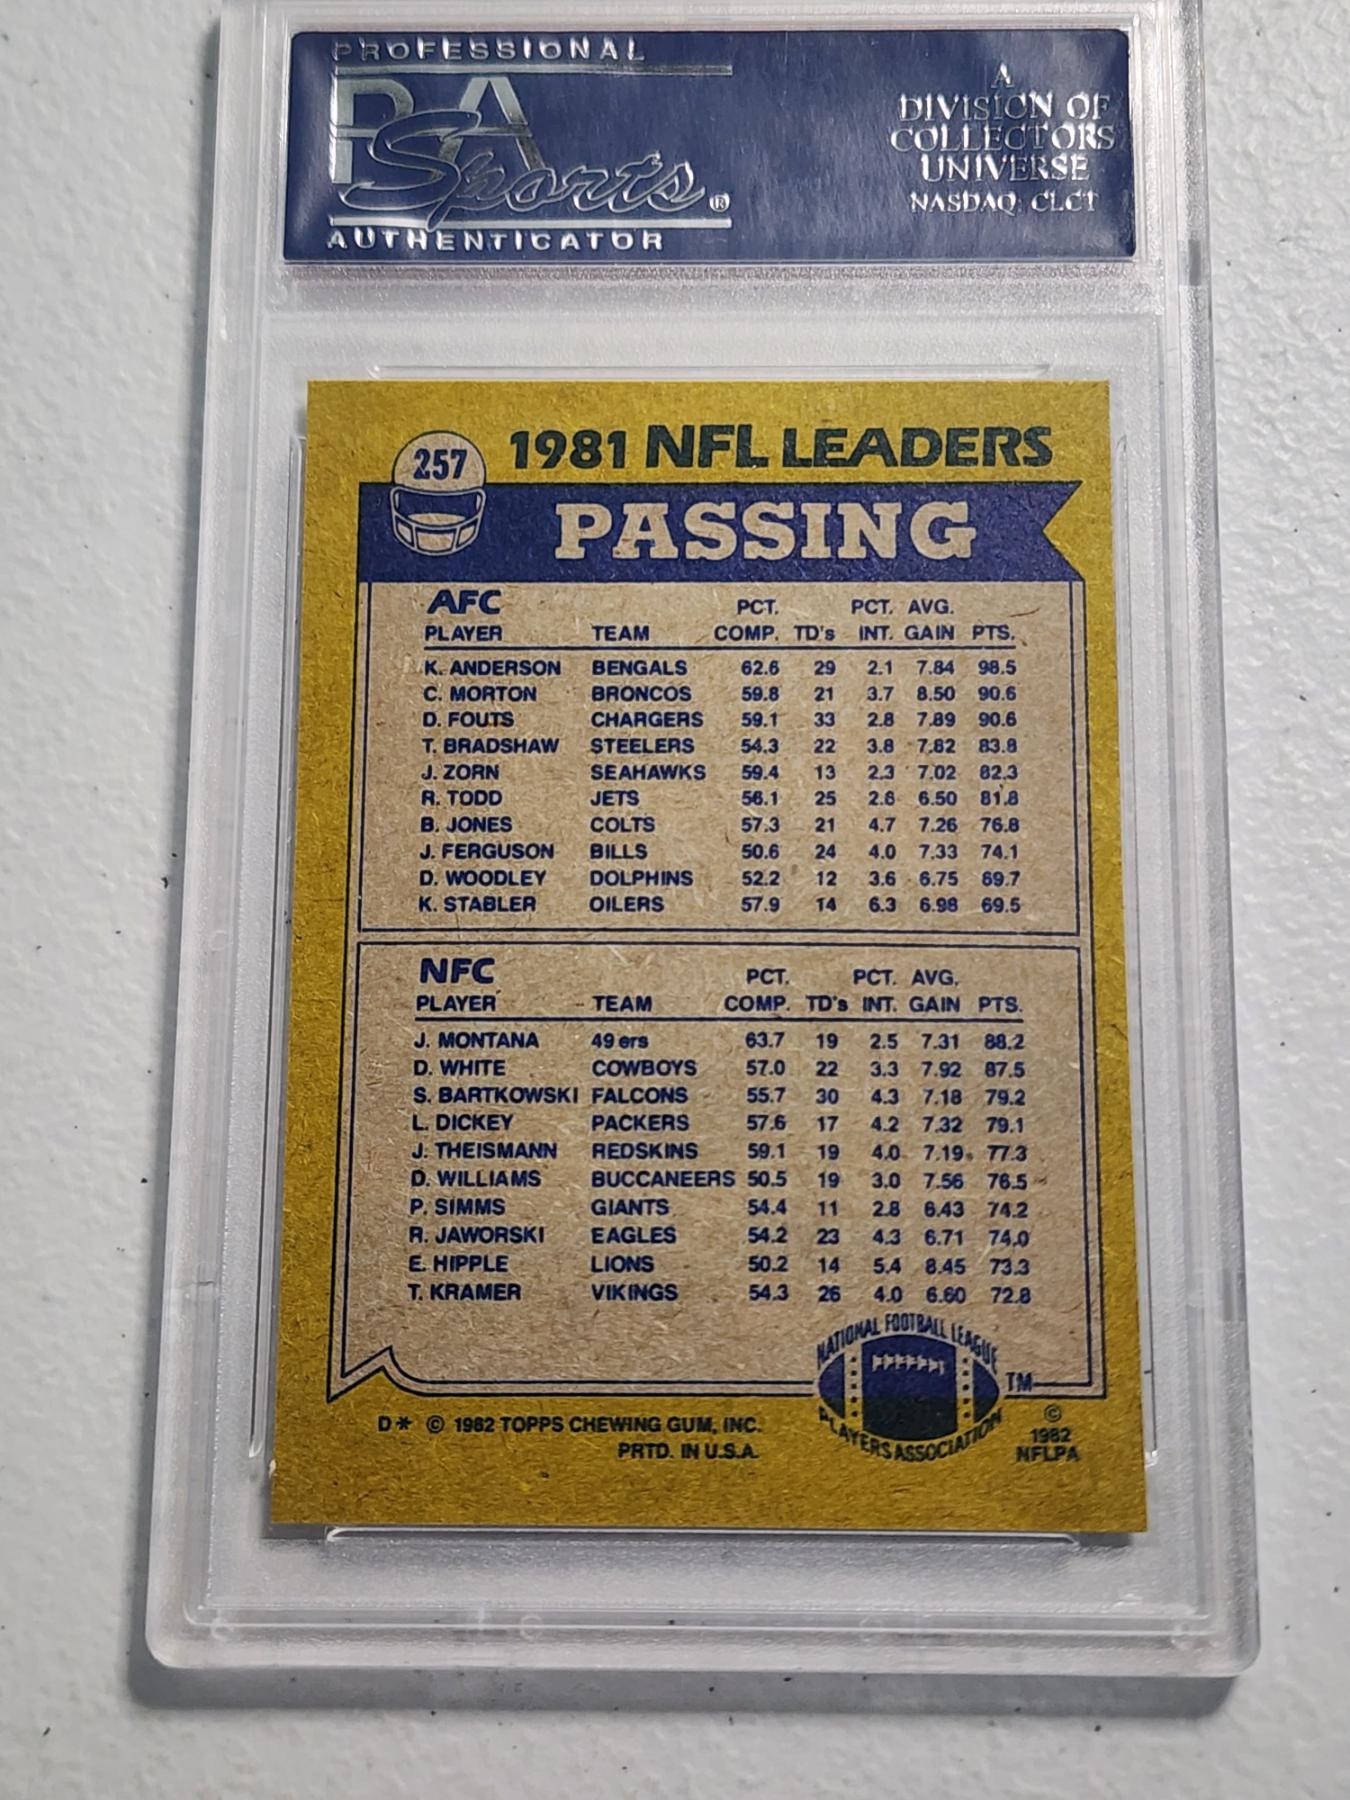 PROFESSIONAL
PSA
Sports®
AUTHENTICATOR
A
DIVISION OF
COLLECTORS
UNIVERSE
NASDAQ: CLCT
257
1981 NFL LEADERS
PASSING
AFC PCT. PCT. AVG.
PLAYER TEAM COMP. TD's INT. GAIN PTS.
K. ANDERSON BENGALS 62.6 29 2.1 7.84 98.5
C. MORTON BRONCOS 59.8 21 3.7 8.50 90.6
D. FOUTS CHARGERS 59.1 33 2.8 7.89 90.6
T. BRADSHAW STEELERS 54.3 22 3.8 7.82 83.8
J. ZORN SEAHAWKS 59.4 13 2.3 7.02 82.3
R. TODD JETS 56.1 25 2.6 6.50 81.8
B. JONES COLTS 57.3 21 4.7 7.26 76.8
J. FERGUSON BILLS 50.6 24 4.0 7.33 74.1
D. WOODLEY DOLPHINS 52.2 12 3.6 6.75 69.7
K. STABLER OILERS 57.9 14 6.3 6.98 69.5
NFC PCT. PCT. AVG.
PLAYER TEAM COMP. TD's INT. GAIN PTS.
J. MONTANA 49ers 63.7 19 2.5 7.31 88.2
D. WHITE COWBOYS 57.0 22 3.3 7.92 87.5
S. BARTKOWSKI FALCONS 55.7 30 4.3 7.18 79.2
L. DICKEY PACKERS 57.6 17 4.2 7.32 79.1
J. THEISMANN REDSKINS 59.1 19 4.0 7.19 77.3
D. WILLIAMS BUCCANEERS 50.5 19 3.0 7.56 76.5
P. SIMMS GIANTS 54.4 11 2.8 6.43 74.2
R. JAWORSKI EAGLES 54.2 23 4.3 6.71 74.0
E. HIPPLE LIONS 50.2 14 5.4 8.45 73.3
T. KRAMER VIKINGS 54.3 26 4.0 6.60 72.8
NATIONAL FOOTBALL LEAGUE
PLAYERS ASSOCIATION
TM
D* © 1982 TOPPS CHEWING GUM, INC.
PRTD. IN U.S.A.
©
1982
NFLPA